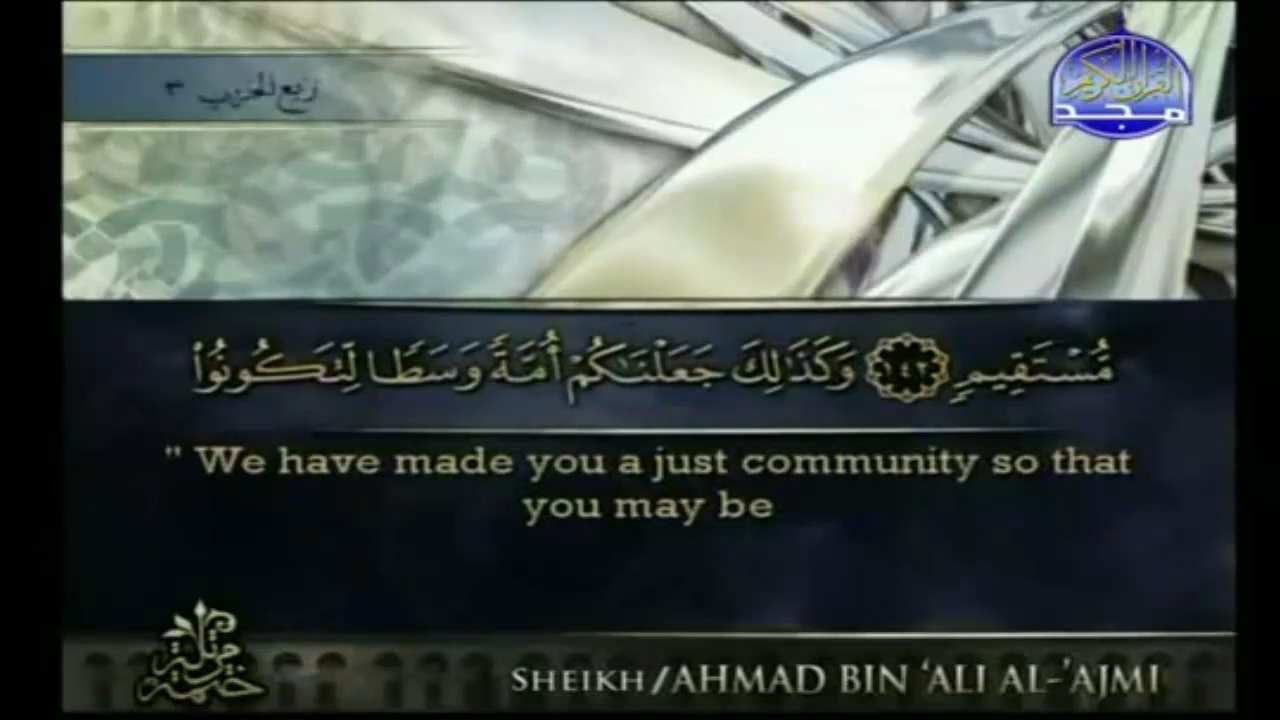 ربع الحزب ٣
القرآن الكريم
مجد
مُّسْتَقِيمٍ ١٤٢ وَكَذَٰلِكَ جَعَلْنَٰكُمْ أُمَّةً وَسَطًا لِّتَكُونُوا۟
" We have made you a just community so that
you may be
ختمة مرتلة
SHEIKH/AHMAD BIN ‘ALI AL-’AJMI